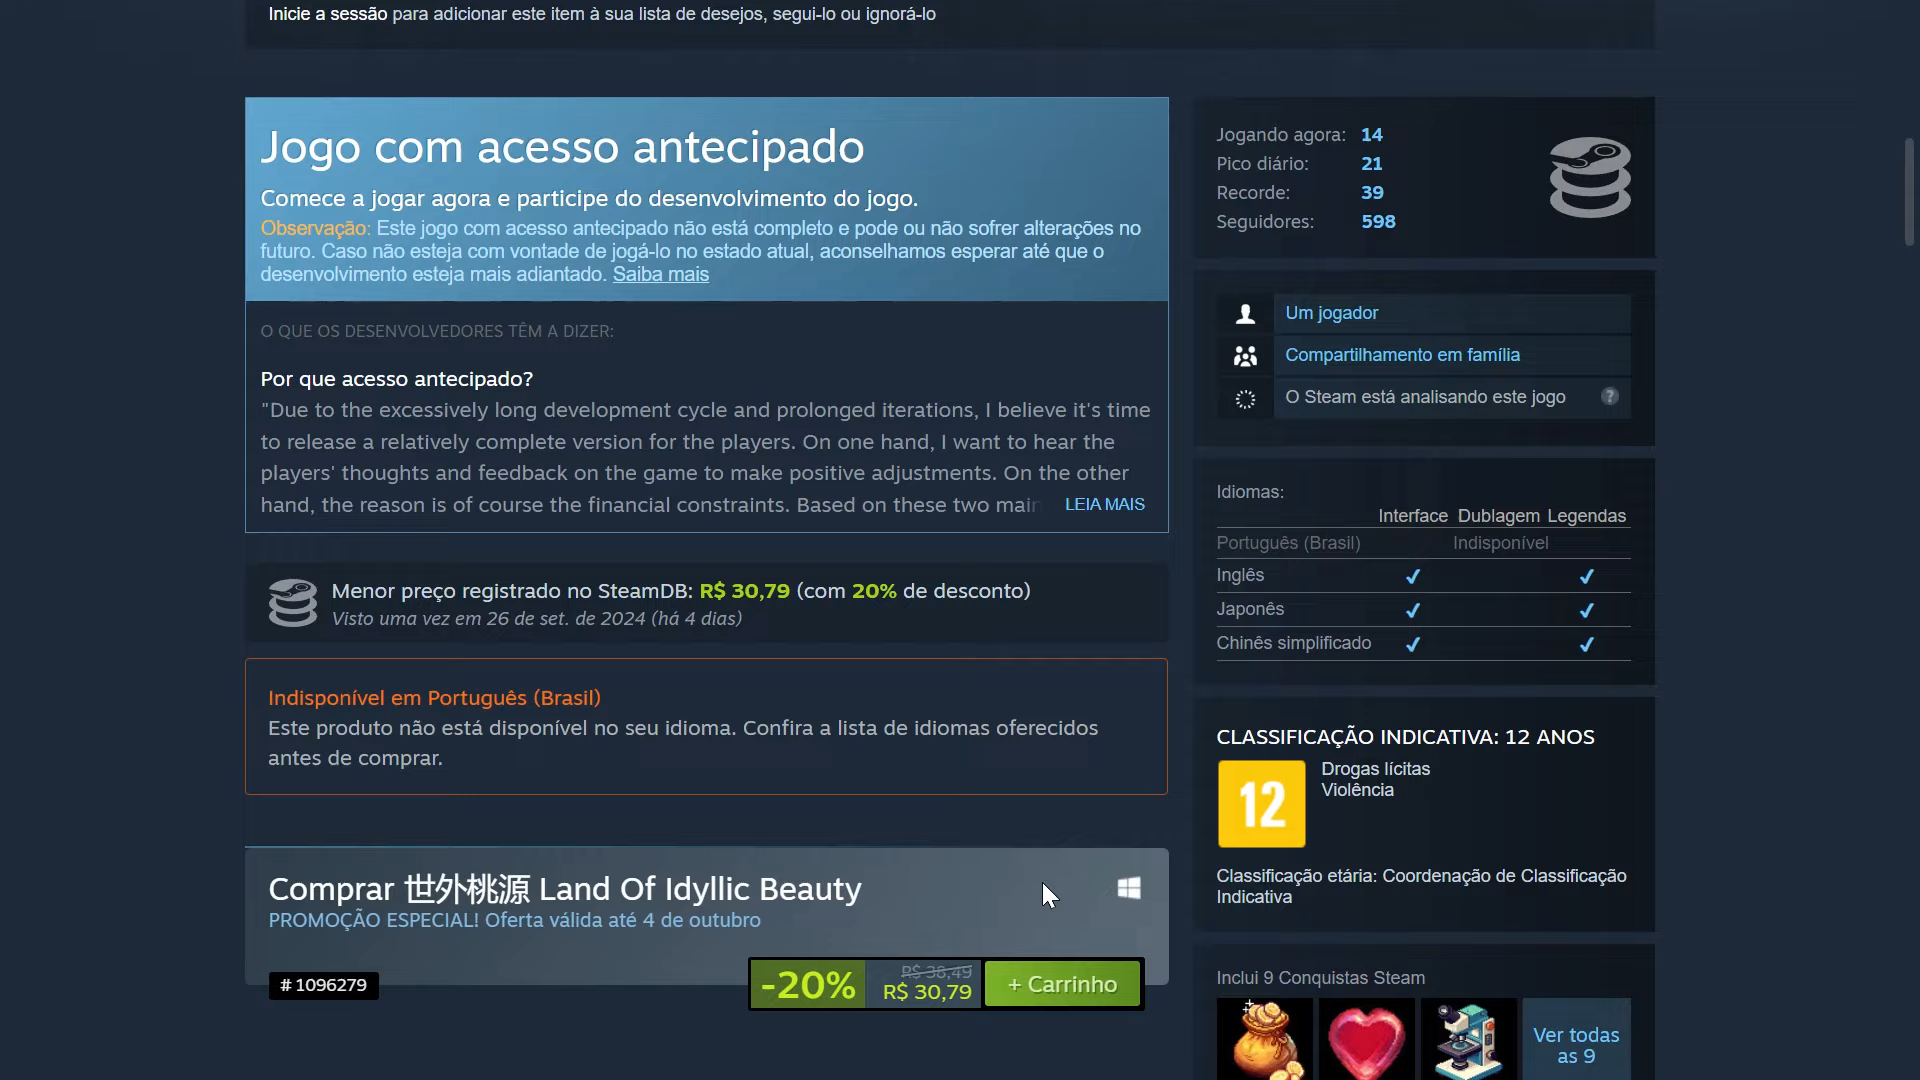 Inicie a sessão para adicionar este item à sua lista de desejos, segui-lo ou ignorá-lo
Jogo com acesso antecipado
Comece a jogar agora e participe do desenvolvimento do jogo.
Observação: Este jogo com acesso antecipado não está completo e pode ou não sofrer alterações no
futuro. Caso não esteja com vontade de jogá-lo no estado atual, aconselhamos esperar até que o
desenvolvimento esteja mais adiantado. Saiba mais
O QUE OS DESENVOLVEDORES TÊM A DIZER:
Por que acesso antecipado?
"Due to the excessively long development cycle and prolonged iterations, I believe it's time
to release a relatively complete version for the players. On one hand, I want to hear the
players' thoughts and feedback on the game to make positive adjustments. On the other
hand, the reason is of course the financial constraints. Based on these two main LEIA MAIS
Menor preço registrado no SteamDB: R$ 30,79 (com 20% de desconto)
Visto uma vez em 26 de set. de 2024 (há 4 dias)
Indisponível em Português (Brasil)
Este produto não está disponível no seu idioma. Confira a lista de idiomas oferecidos
antes de comprar.
Comprar 世外桃源 Land Of Idyllic Beauty
PROMOÇÃO ESPECIAL! Oferta válida até 4 de outubro
# 1096279
-20%
R$ 38,49
R$ 30,79
+ Carrinho
Jogando agora: 14
Pico diário: 21
Recorde: 39
Seguidores: 598
Um jogador
Compartilhamento em família
O Steam está analisando este jogo ?
Idiomas:
Interface Dublagem Legendas
Português (Brasil) Indisponível
Inglês ✔ ✔
Japonês ✔ ✔
Chinês simplificado ✔ ✔
CLASSIFICAÇÃO INDICATIVA: 12 ANOS
12
Drogas lícitas
Violência
Classificação etária: Coordenação de Classificação
Indicativa
Inclui 9 Conquistas Steam
Ver todas
as 9